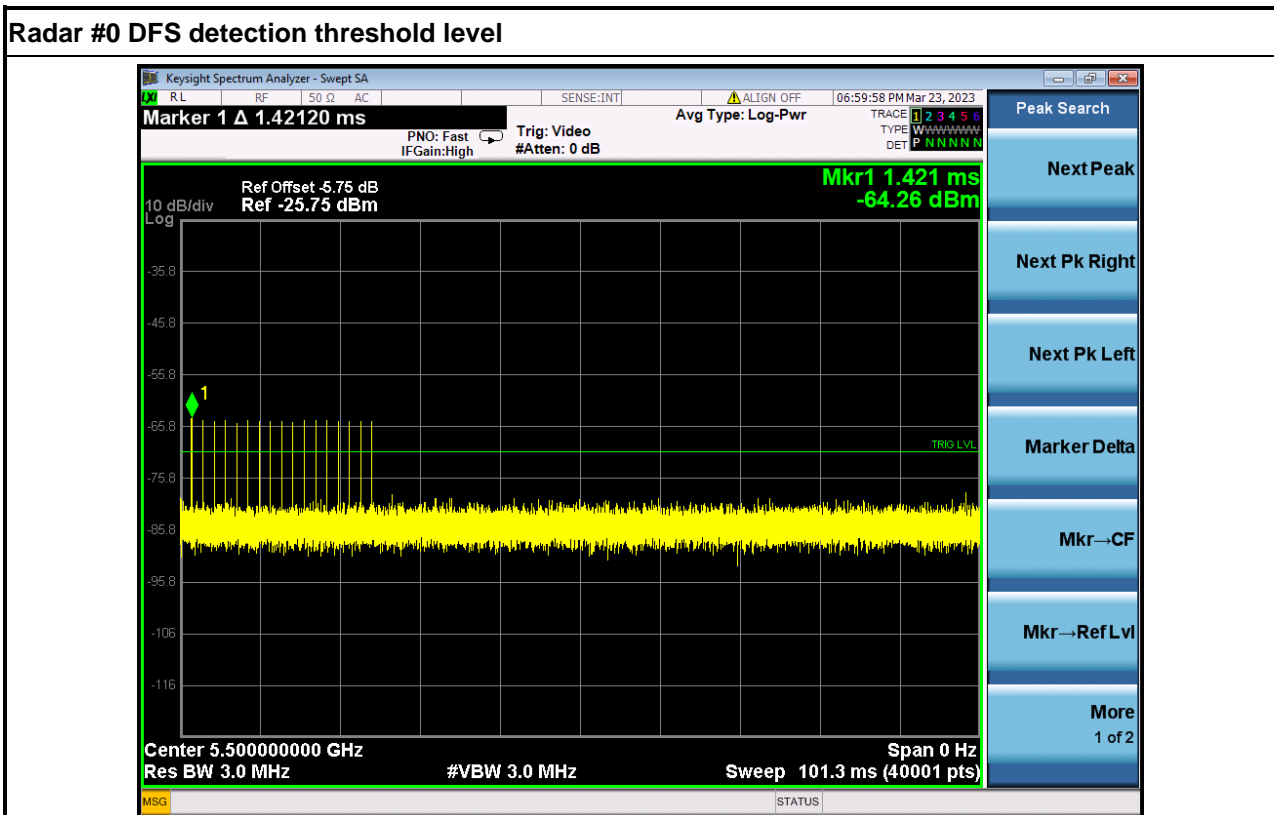 Radar #0 DFS detection threshold level
Keysight Spectrum Analyzer - Swept SA
LXI RL RF 50 Ω AC SENSE:INT ALIGN OFF 06:59:58 PM Mar 23, 2023
Marker 1 Δ 1.42120 ms
PNO: Fast
IFGain:High
Trig: Video
#Atten: 0 dB
Avg Type: Log-Pwr
TRACE 1 2 3 4 5 6
TYPE WWWWWWW
DET P N N N N N
Ref Offset -5.75 dB
10 dB/div Ref -25.75 dBm
Log
Mkr1 1.421 ms
-64.26 dBm
-35.8
-45.8
-55.8
1
-65.8
TRIG LVL
-75.8
-85.8
-95.8
-106
-116
Center 5.500000000 GHz
Span 0 Hz
Res BW 3.0 MHz
#VBW 3.0 MHz
Sweep 101.3 ms (40001 pts)
MSG
STATUS
Peak Search
Next Peak
Next Pk Right
Next Pk Left
Marker Delta
Mkr→CF
Mkr→Ref Lvl
More
1 of 2